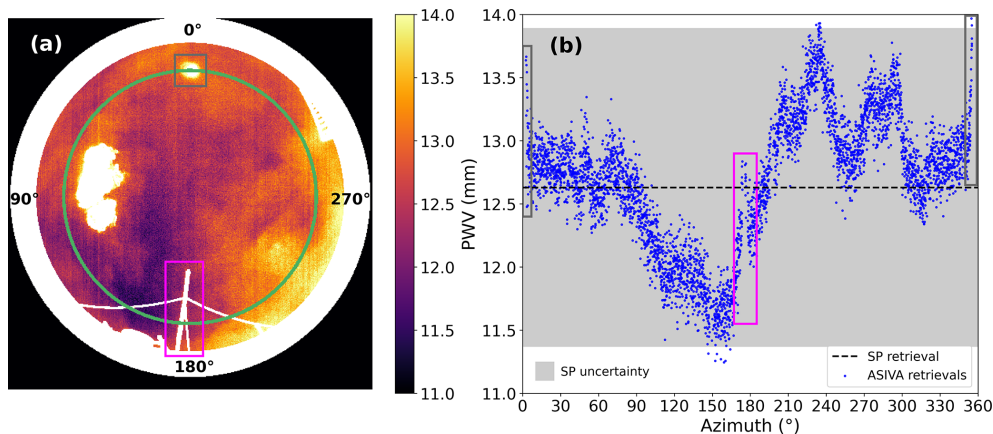 (a)
0°
90°
270°
180°
14.0
13.5
13.0
12.5
12.0
11.5
11.0
PWV (mm)
14.0
13.5
13.0
12.5
12.0
11.5
11.0
(b)
SP uncertainty
SP retrieval
ASIVA retrievals
0 30 60 90 120 150 180 210 240 270 300 330 360
Azimuth (°)